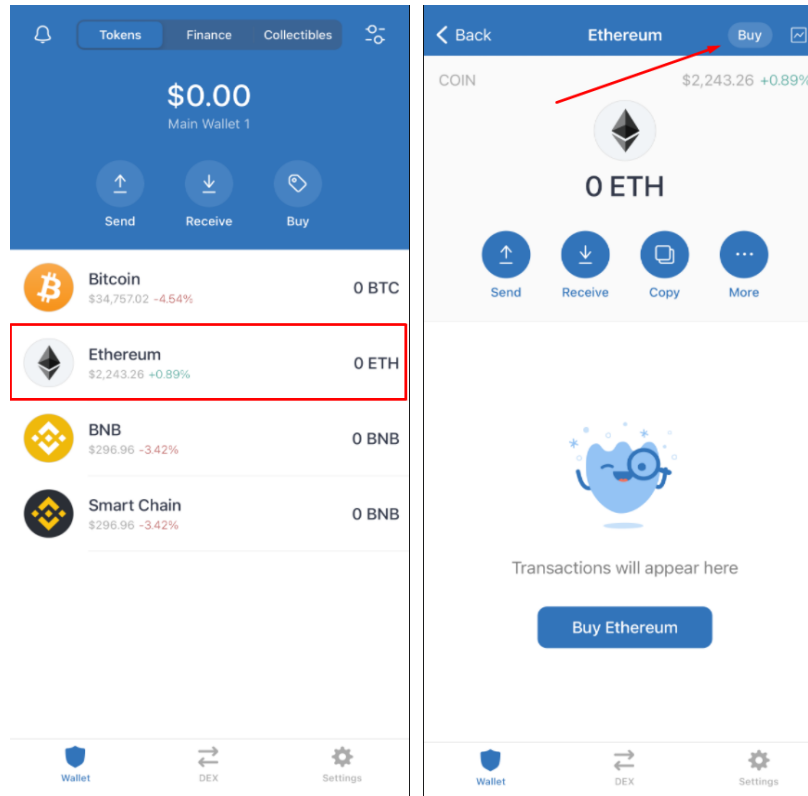 Tokens Finance Collectibles
$0.00
Main Wallet 1
Send Receive Buy
Bitcoin
$34,757.02 -4.54%
0 BTC
Ethereum
$2,243.26 +0.89%
0 ETH
BNB
$296.96 -3.42%
0 BNB
Smart Chain
$296.96 -3.42%
0 BNB
Wallet DEX Settings
Back Ethereum Buy
COIN $2,243.26 +0.89%
0 ETH
Send Receive Copy More
Transactions will appear here
Buy Ethereum
Wallet DEX Settings